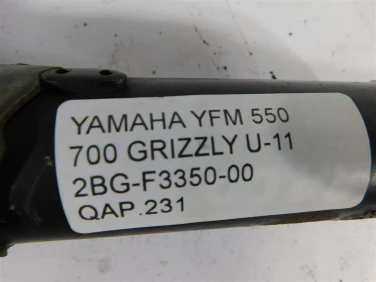 YAMAHA YFM 550
700 GRIZZLY U-11
2BG-F3350-00
QAP.231